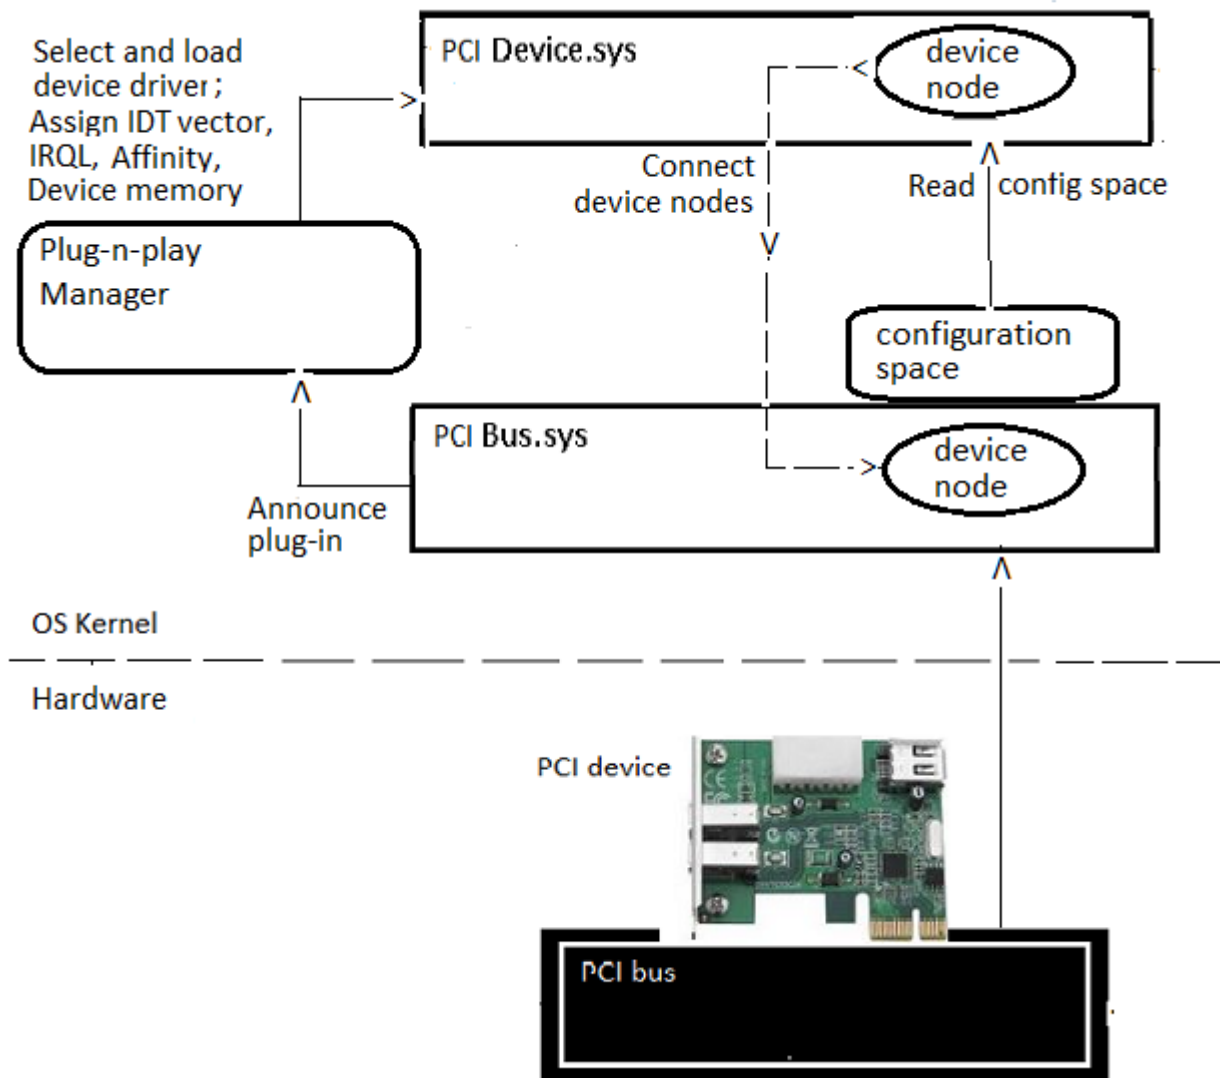 Select and load
device driver;
Assign IDT vector,
IRQL, Affinity,
Device memory
PCI Device.sys
device
node
Connect
device nodes
Read config space
Plug-n-play
Manager
configuration
space
PCI Bus.sys
device
node
Announce
plug-in
OS Kernel
Hardware
PCI device
PCI bus